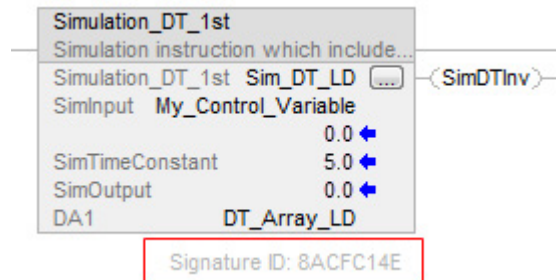 Simulation_DT_1st
Simulation instruction which include...
Simulation_DT_1st Sim_DT_LD ... SimDTInv
SimInput My_Control_Variable
0.0
SimTimeConstant 5.0
SimOutput 0.0
DA1 DT_Array_LD
Signature ID: 8ACFC14E